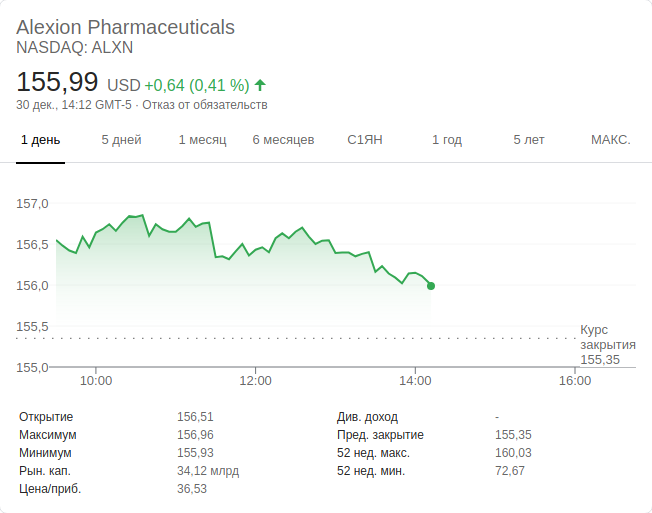 Alexion Pharmaceuticals
NASDAQ: ALXN
155,99 USD +0,64 (0,41 %)
30 дек., 14:12 GMT-5 · Отказ от обязательств
1 день 5 дней 1 месяц 6 месяцев С1ЯН 1 год 5 лет МАКС.
157,0
156,5
156,0
155,5
155,0
Курс
закрытия
155,35
10:00 12:00 14:00 16:00
Открытие 156,51
Максимум 156,96
Минимум 155,93
Рын. кап. 34,12 млрд
Цена/приб. 36,53
Див. доход -
Пред. закрытие 155,35
52 нед. макс. 160,03
52 нед. мин. 72,67